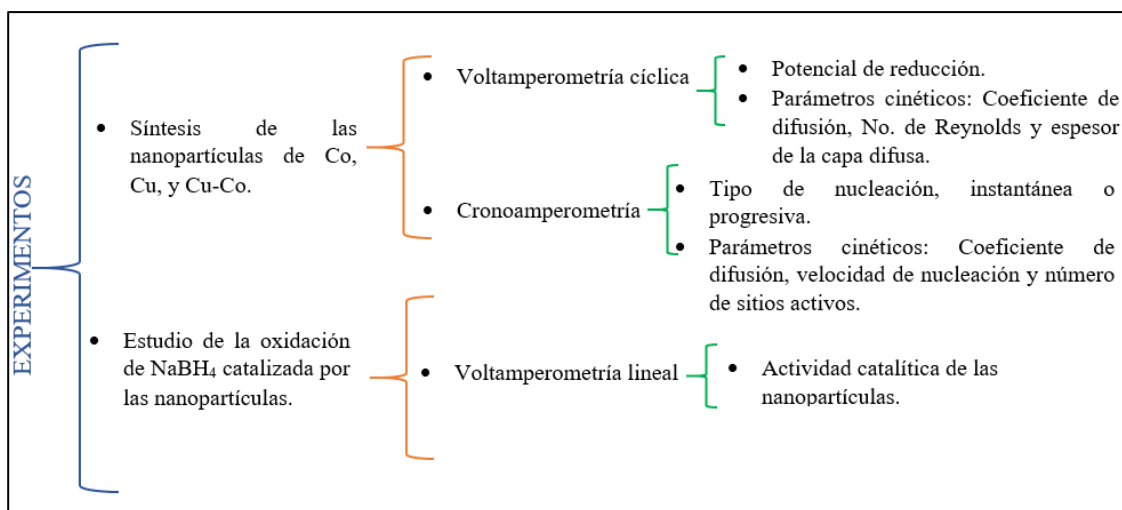 EXPERIMENTOS
• Síntesis de las
nanopartículas de Co,
Cu, y Cu-Co.
• Voltamperometría cíclica
• Potencial de reducción.
• Parámetros cinéticos: Coeficiente de
difusión, No. de Reynolds y espesor
de la capa difusa.
• Cronoamperometría
• Tipo de nucleación, instantánea o
progresiva.
• Parámetros cinéticos: Coeficiente de
difusión, velocidad de nucleación y número
de sitios activos.
• Estudio de la oxidación
de NaBH₄ catalizada por
las nanopartículas.
• Voltamperometría lineal
• Actividad catalítica de las
nanopartículas.